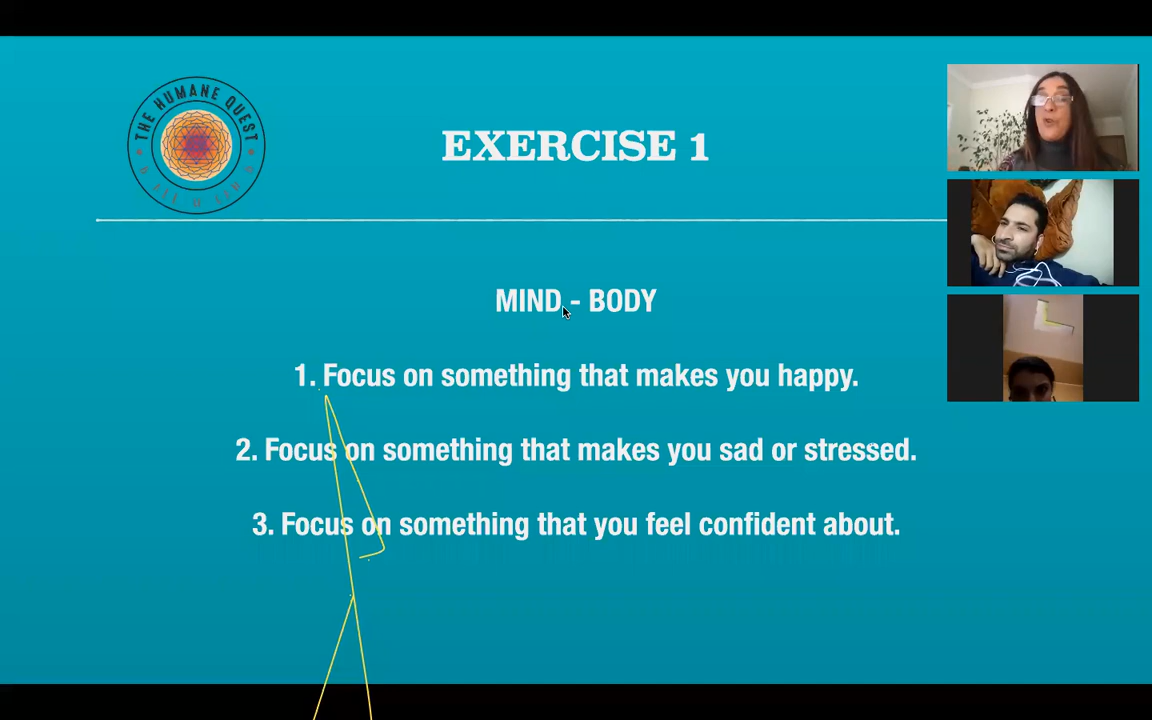 THE HUMANE QUEST
EXERCISE 1
MIND - BODY
1. Focus on something that makes you happy.
2. Focus on something that makes you sad or stressed.
3. Focus on something that you feel confident about.